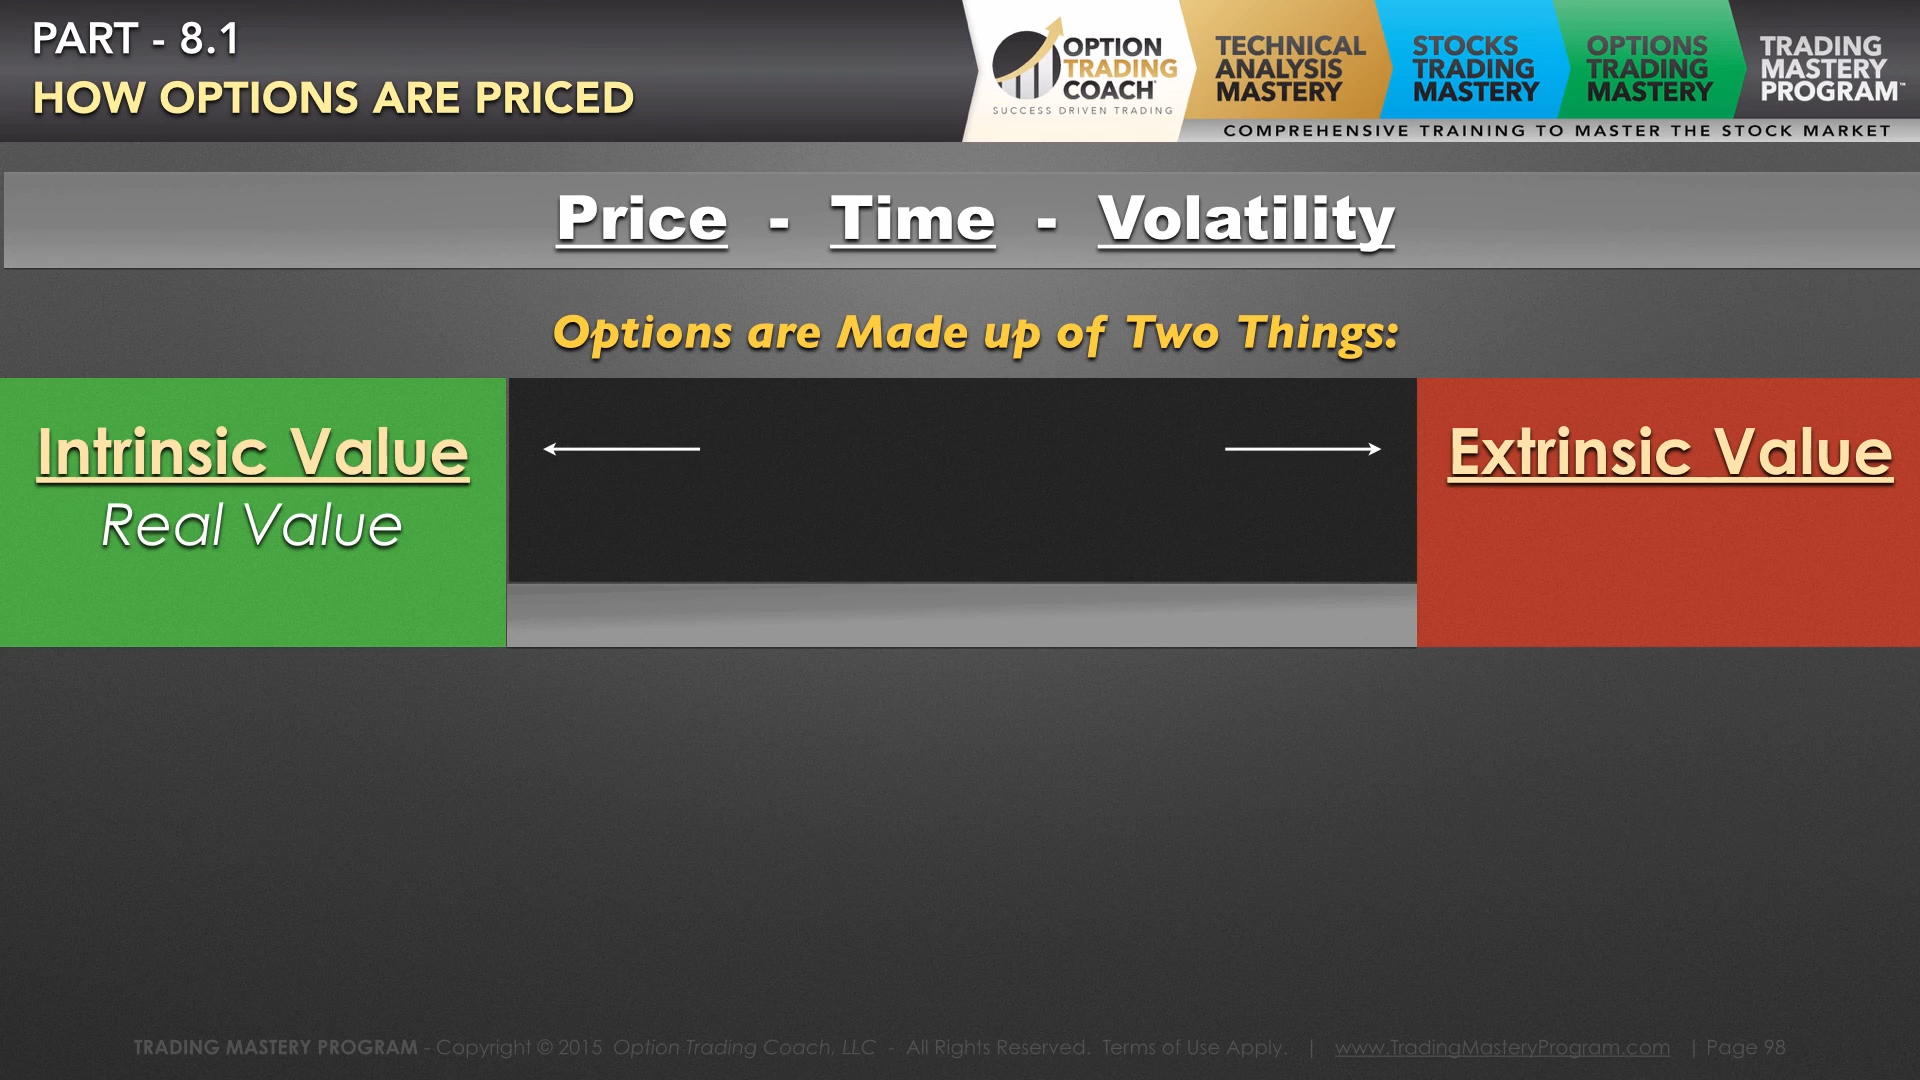 PART - 8.1
HOW OPTIONS ARE PRICED
OPTION
TRADING
COACH
SUCCESS DRIVEN TRADING
TECHNICAL
ANALYSIS
MASTERY
STOCKS
TRADING
MASTERY
OPTIONS
TRADING
MASTERY
TRADING
MASTERY
PROGRAM™
COMPREHENSIVE TRAINING TO MASTER THE STOCK MARKET
Price - Time - Volatility
Options are Made up of Two Things:
Intrinsic Value
Real Value
Extrinsic Value
TRADING MASTERY PROGRAM - Copyright © 2015 Option Trading Coach, LLC - All Rights Reserved. Terms of Use Apply. | www.TradingMasteryProgram.com | Page 98